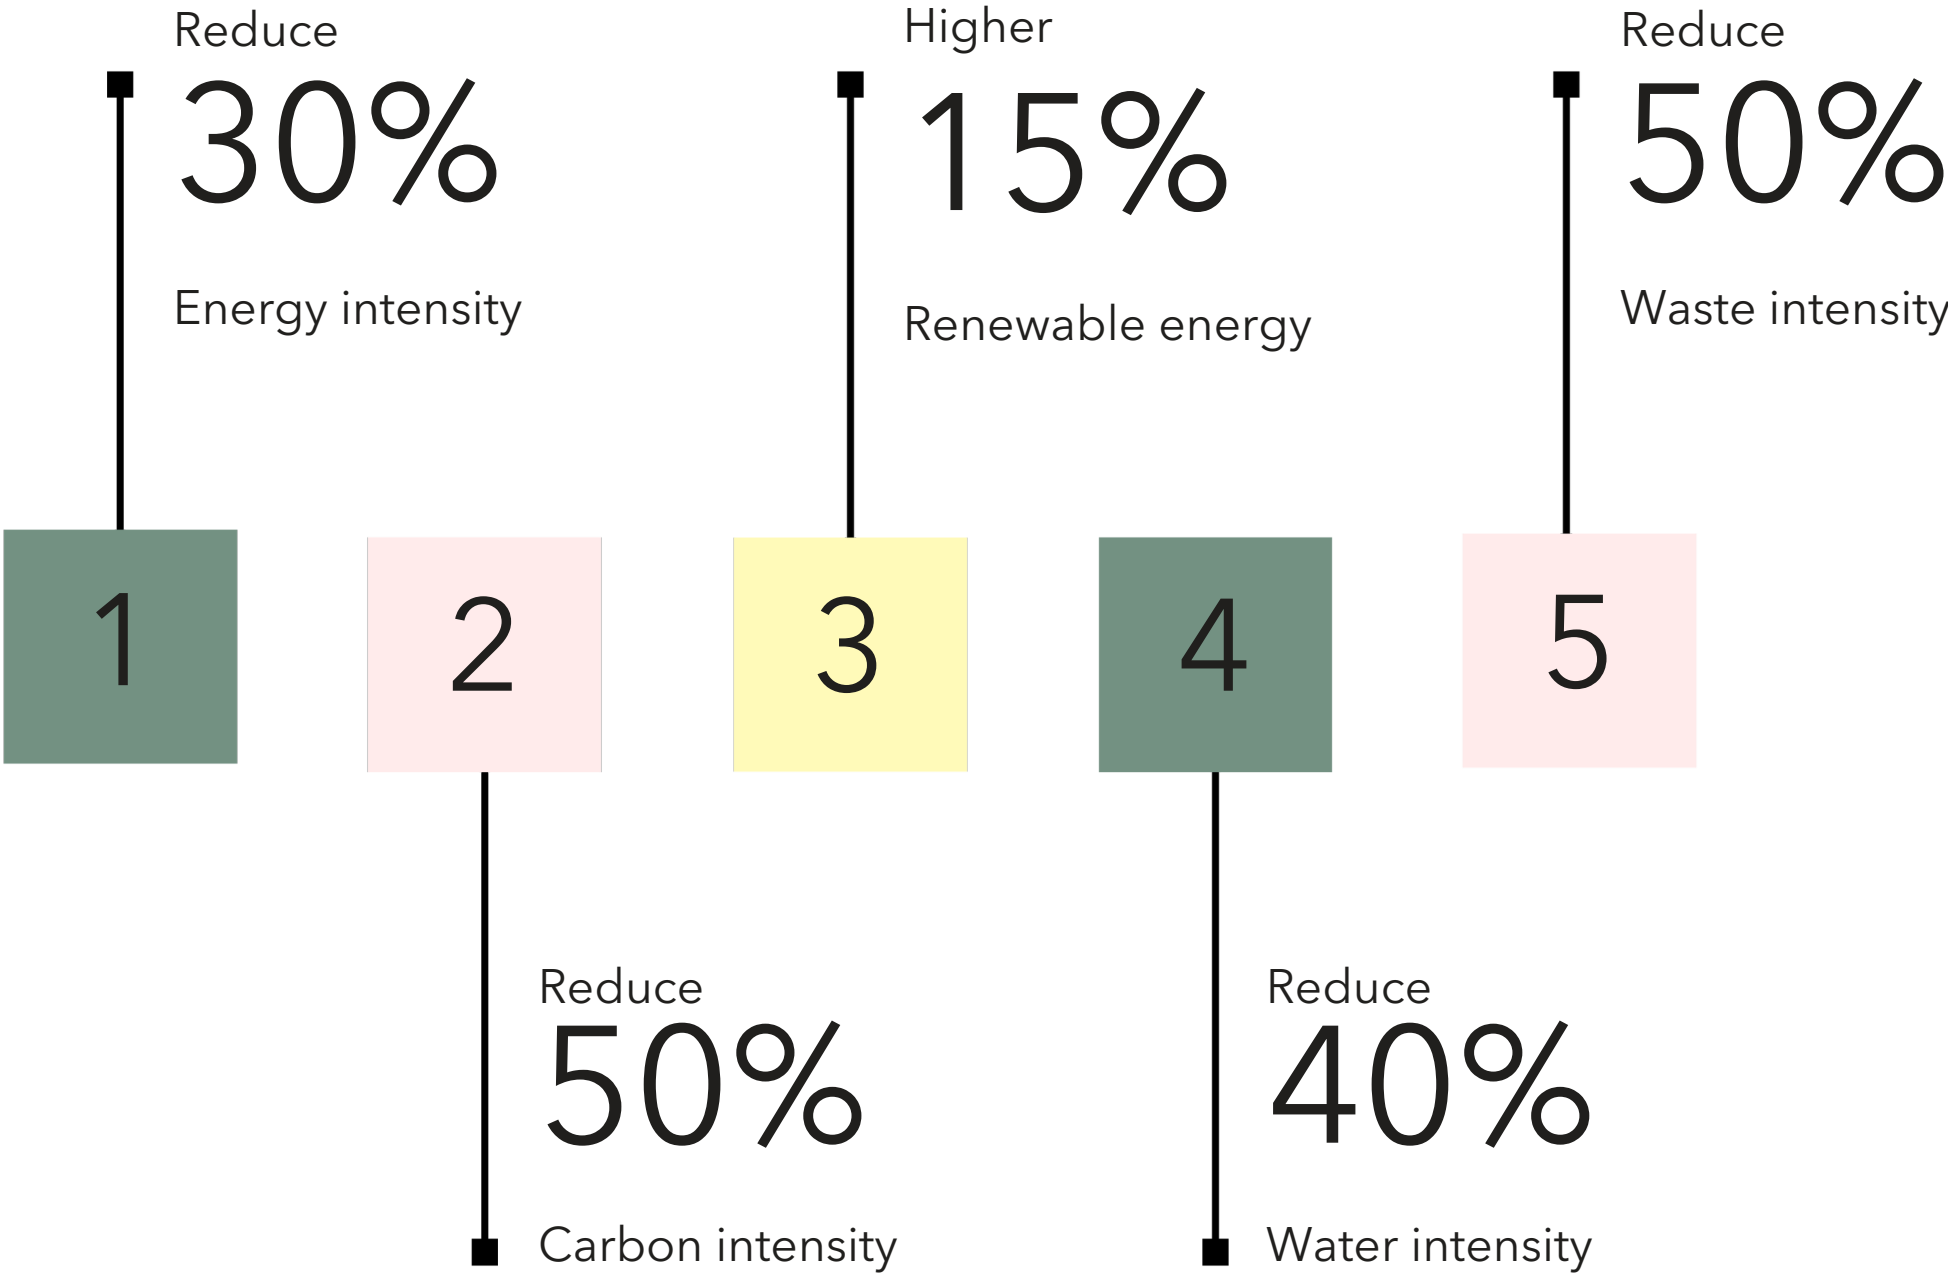 Reduce
30%
Energy intensity
Higher
15%
Renewable energy
Reduce
50%
Waste intensity
1
2
3
4
5
Reduce
50%
Carbon intensity
Reduce
40%
Water intensity